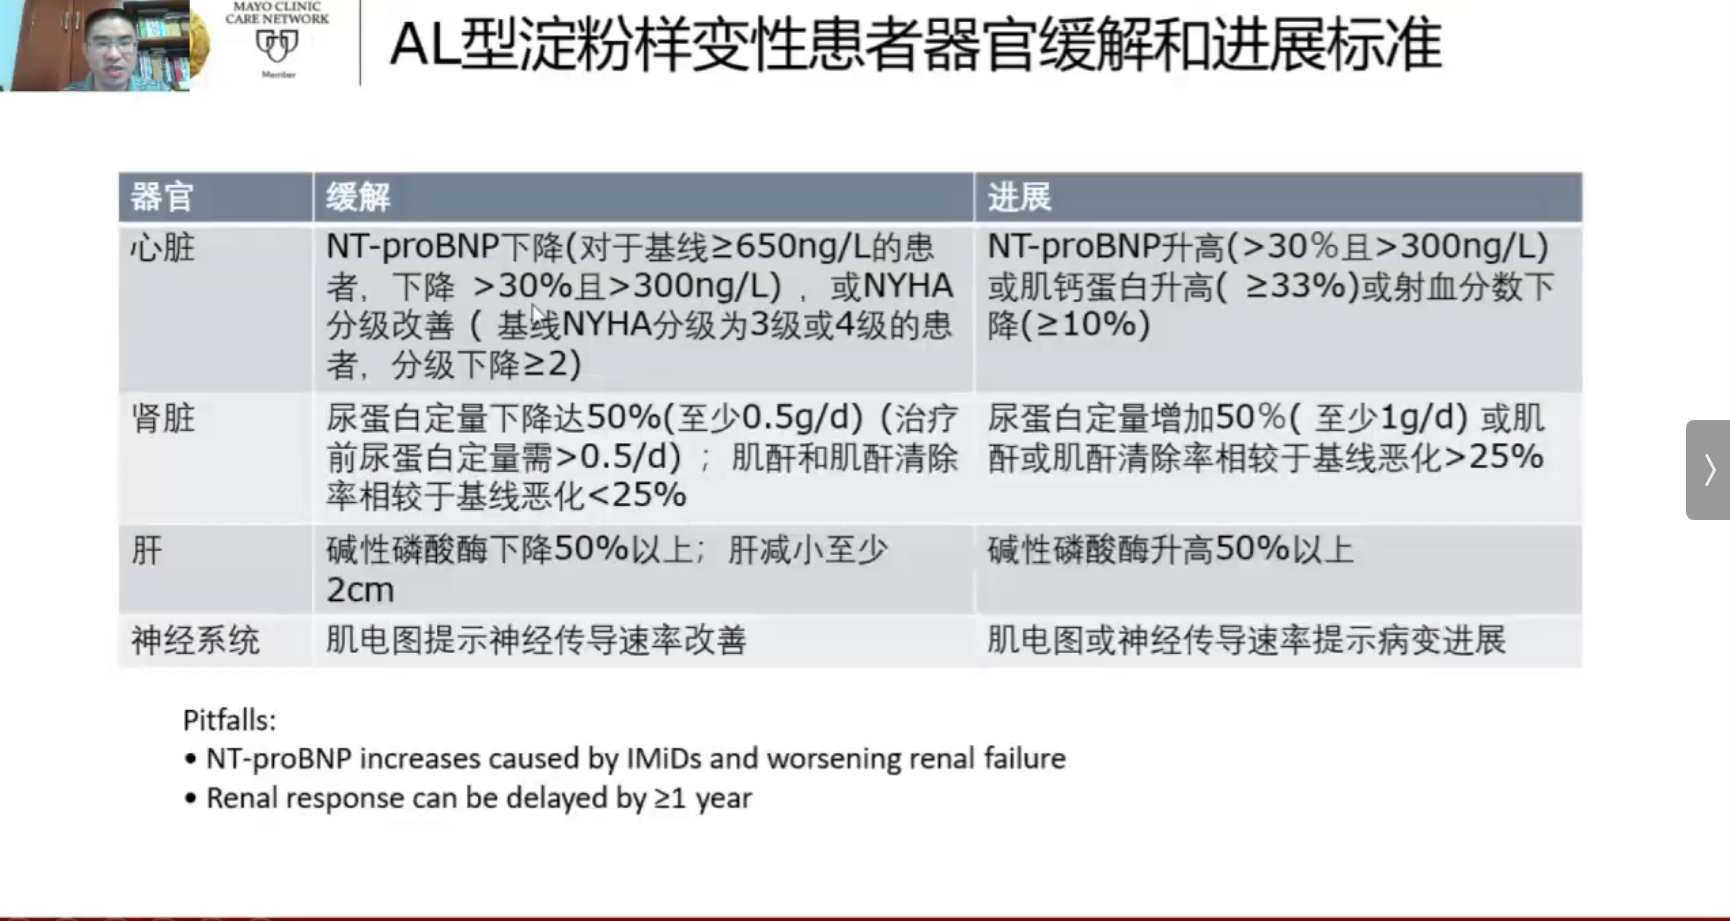 MAYO CLINIC
CARE NETWORK
Member
AL型淀粉样变性患者器官缓解和进展标准
器官 缓解 进展
心脏
NT-proBNP下降(对于基线≥650ng/L的患
者，下降 >30%且>300ng/L)，或NYHA
分级改善 ( 基线NYHA分级为3级或4级的患
者，分级下降≥2)
NT-proBNP升高(>30%且>300ng/L)
或肌钙蛋白升高( ≥33%)或射血分数下
降(≥10%)
肾脏
尿蛋白定量下降达50%(至少0.5g/d) (治疗
前尿蛋白定量需>0.5/d) ；肌酐和肌酐清除
率相较于基线恶化<25%
尿蛋白定量增加50%( 至少1g/d) 或肌
酐或肌酐清除率相较于基线恶化>25%
肝
碱性磷酸酶下降50%以上；肝减小至少
2cm
碱性磷酸酶升高50%以上
神经系统
肌电图提示神经传导速率改善
肌电图或神经传导速率提示病变进展
Pitfalls:
• NT-proBNP increases caused by IMiDs and worsening renal failure
• Renal response can be delayed by ≥1 year